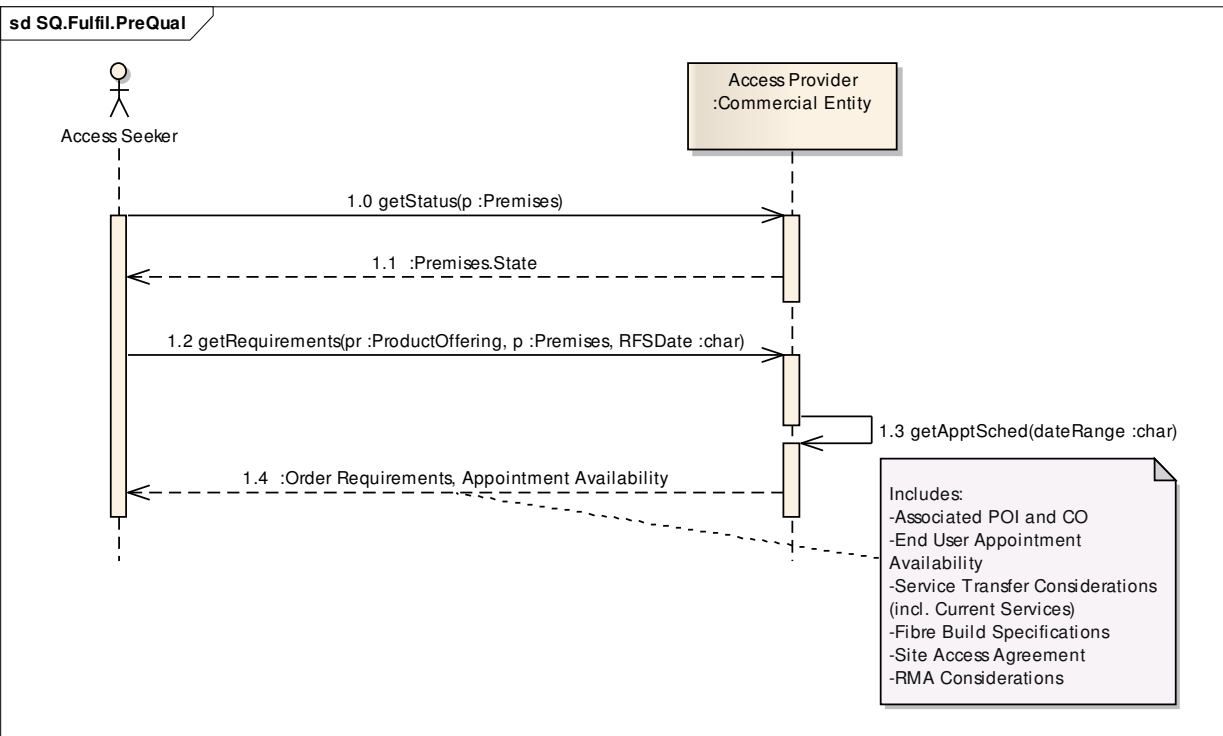 sd SQ.Fulfil.PreQual
Access Seeker
Access Provider
:Commercial Entity
1.0 getStatus(p :Premises)
1.1 :Premises.State
1.2 getRequirements(pr :ProductOffering, p :Premises, RFSDate :char)
1.3 getApptSched(dateRange :char)
1.4 :Order Requirements, Appointment Availability
Includes:
-Associated POI and CO
-End User Appointment
Availability
-Service Transfer Considerations
(incl. Current Services)
-Fibre Build Specifications
-Site Access Agreement
-RMA Considerations